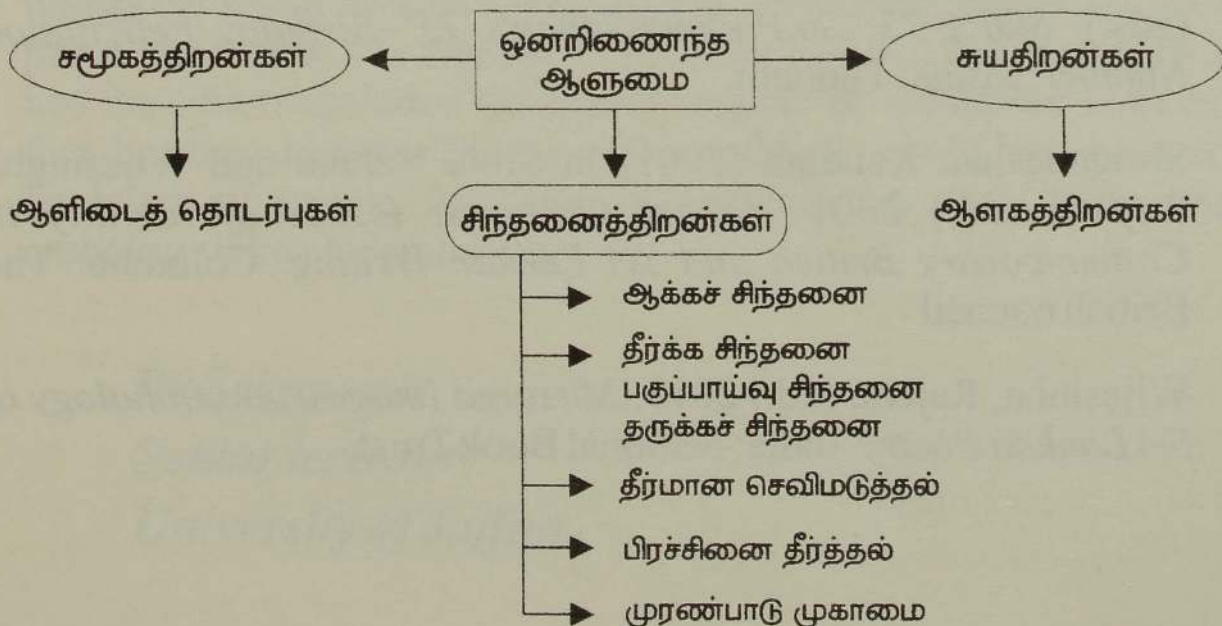 சமூகத்திறன்கள்
ஒன்றிணைந்த
ஆளுமை
சுயதிறன்கள்
ஆளிடைத் தொடர்புகள்
சிந்தனைத்திறன்கள்
ஆளகத்திறன்கள்
ஆக்கச் சிந்தனை
தீர்க்க சிந்தனை
பகுப்பாய்வு சிந்தனை
தருக்கச் சிந்தனை
தீர்மான செவிமடுத்தல்
பிரச்சினை தீர்த்தல்
முரண்பாடு முகாமை